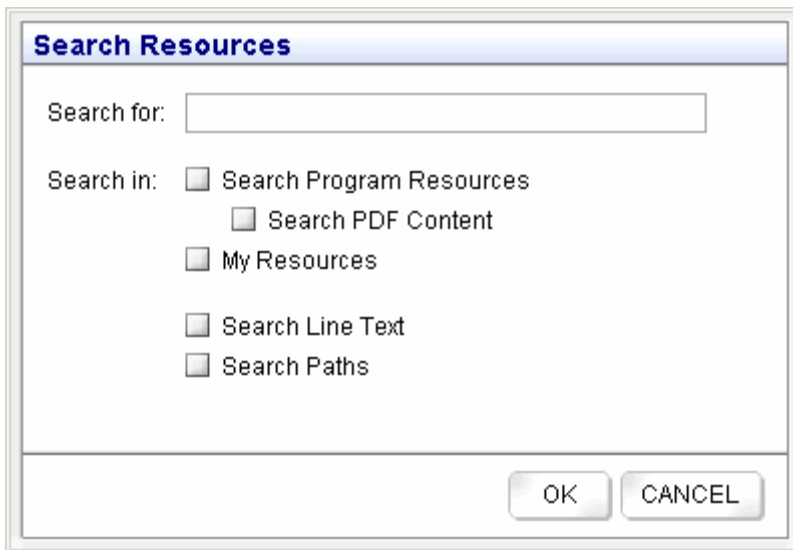 Search Resources
Search for:
Search in: Search Program Resources
Search PDF Content
My Resources
Search Line Text
Search Paths
OK CANCEL